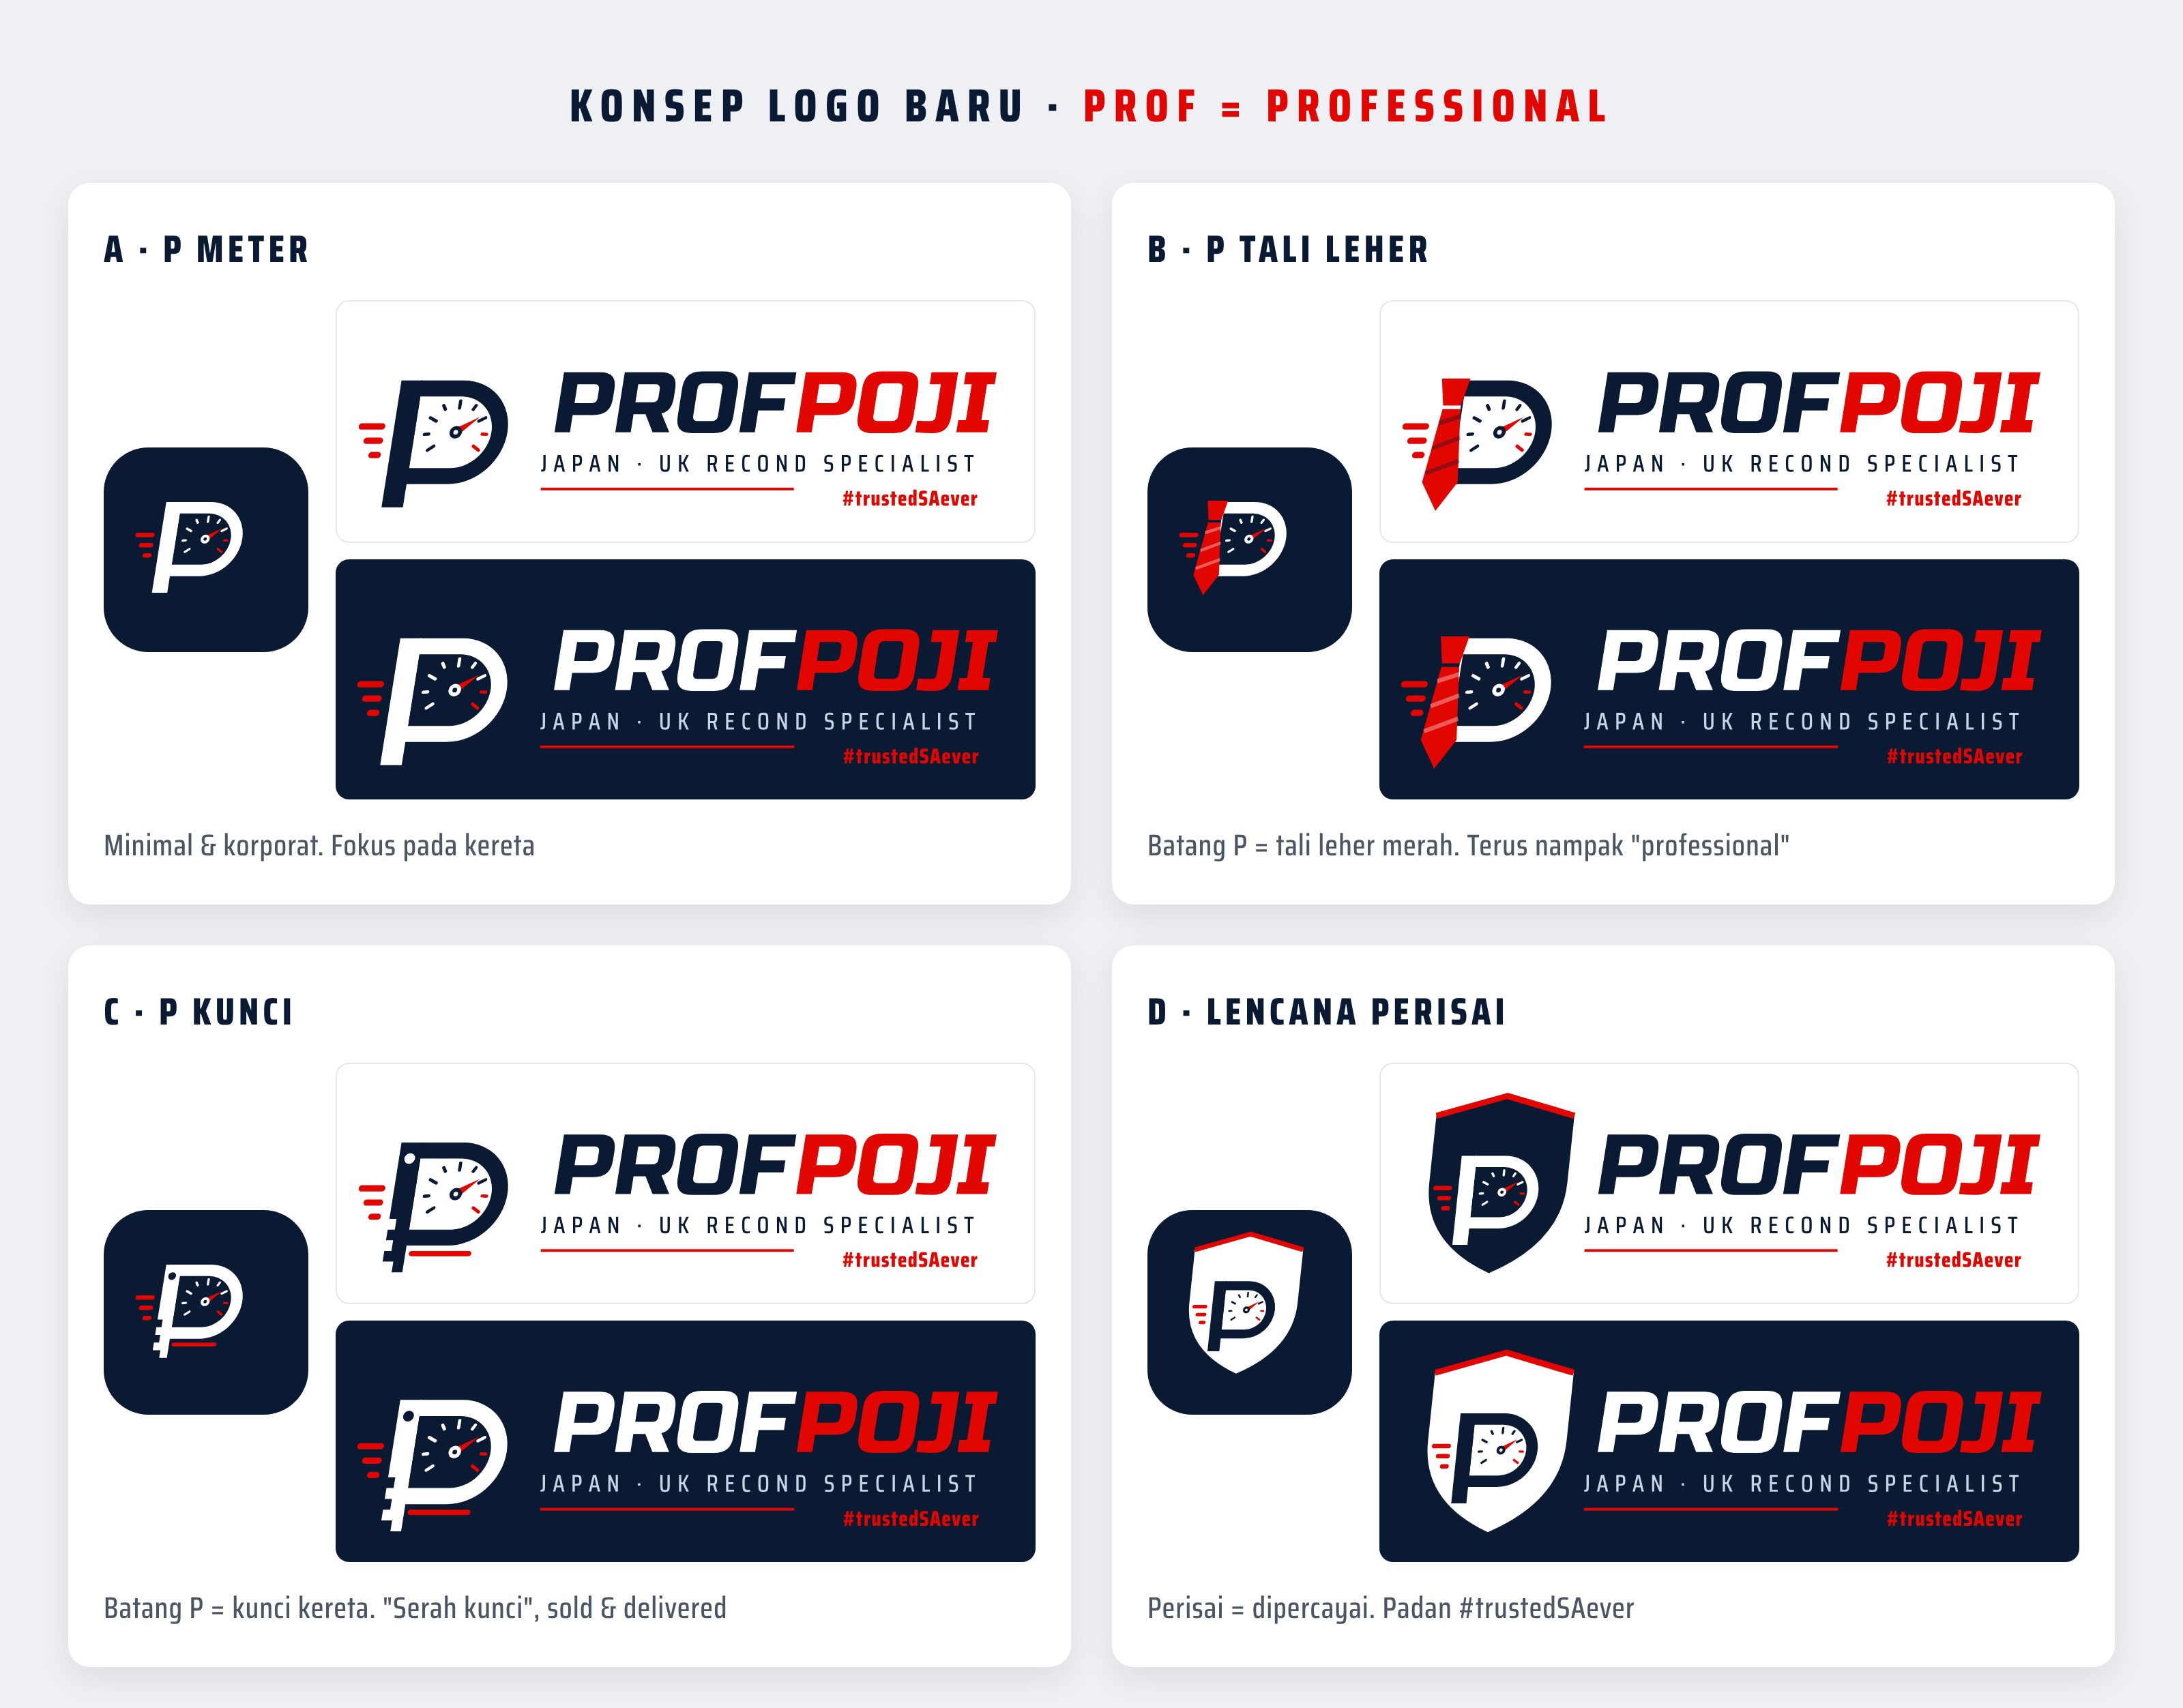 KONSEP LOGO BARU · PROF = PROFESSIONAL
A · P METER
PROFPOJI
JAPAN · UK RECOND SPECIALIST
#trustedSAever
PROFPOJI
JAPAN · UK RECOND SPECIALIST
#trustedSAever
Minimal & korporat. Fokus pada kereta
B · P TALI LEHER
PROFPOJI
JAPAN · UK RECOND SPECIALIST
#trustedSAever
PROFPOJI
JAPAN · UK RECOND SPECIALIST
#trustedSAever
Batang P = tali leher merah. Terus nampak "professional"
C · P KUNCI
PROFPOJI
JAPAN · UK RECOND SPECIALIST
#trustedSAever
PROFPOJI
JAPAN · UK RECOND SPECIALIST
#trustedSAever
Batang P = kunci kereta. "Serah kunci", sold & delivered
D · LENCANA PERISAI
PROFPOJI
JAPAN · UK RECOND SPECIALIST
#trustedSAever
PROFPOJI
JAPAN · UK RECOND SPECIALIST
#trustedSAever
Perisai = dipercayai. Padan #trustedSAever